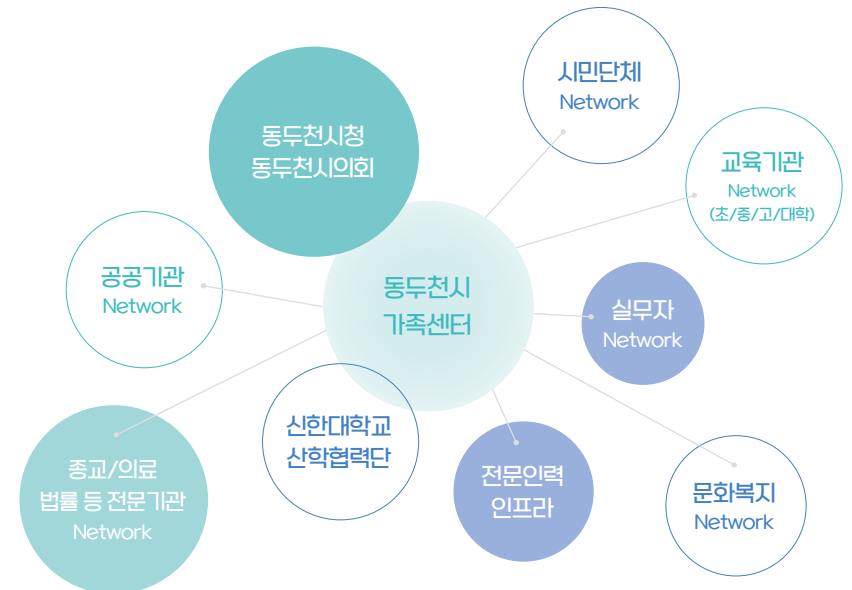 시민단체
Network
동두천시청
동두천시의회
교육기관
Network
(초/중/고/대학)
공공기관
Network
동두천시
가족센터
실무자
Network
신한대학교
산학협력단
종교/의료
법률 등 전문기관
Network
전문인력
인프라
문화복지
Network